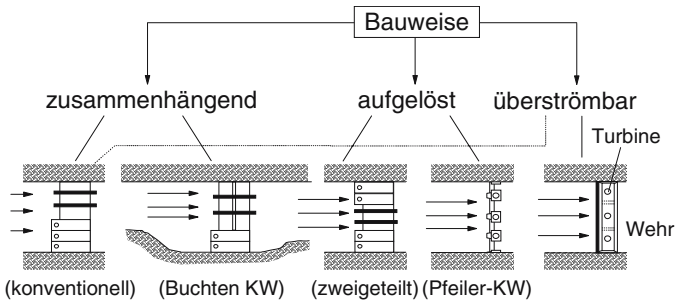 Bauweise
zusammenhängend aufgelöst überströmbar
Turbine
Wehr
(konventionell) (Buchten KW) (zweigeteilt) (Pfeiler-KW)